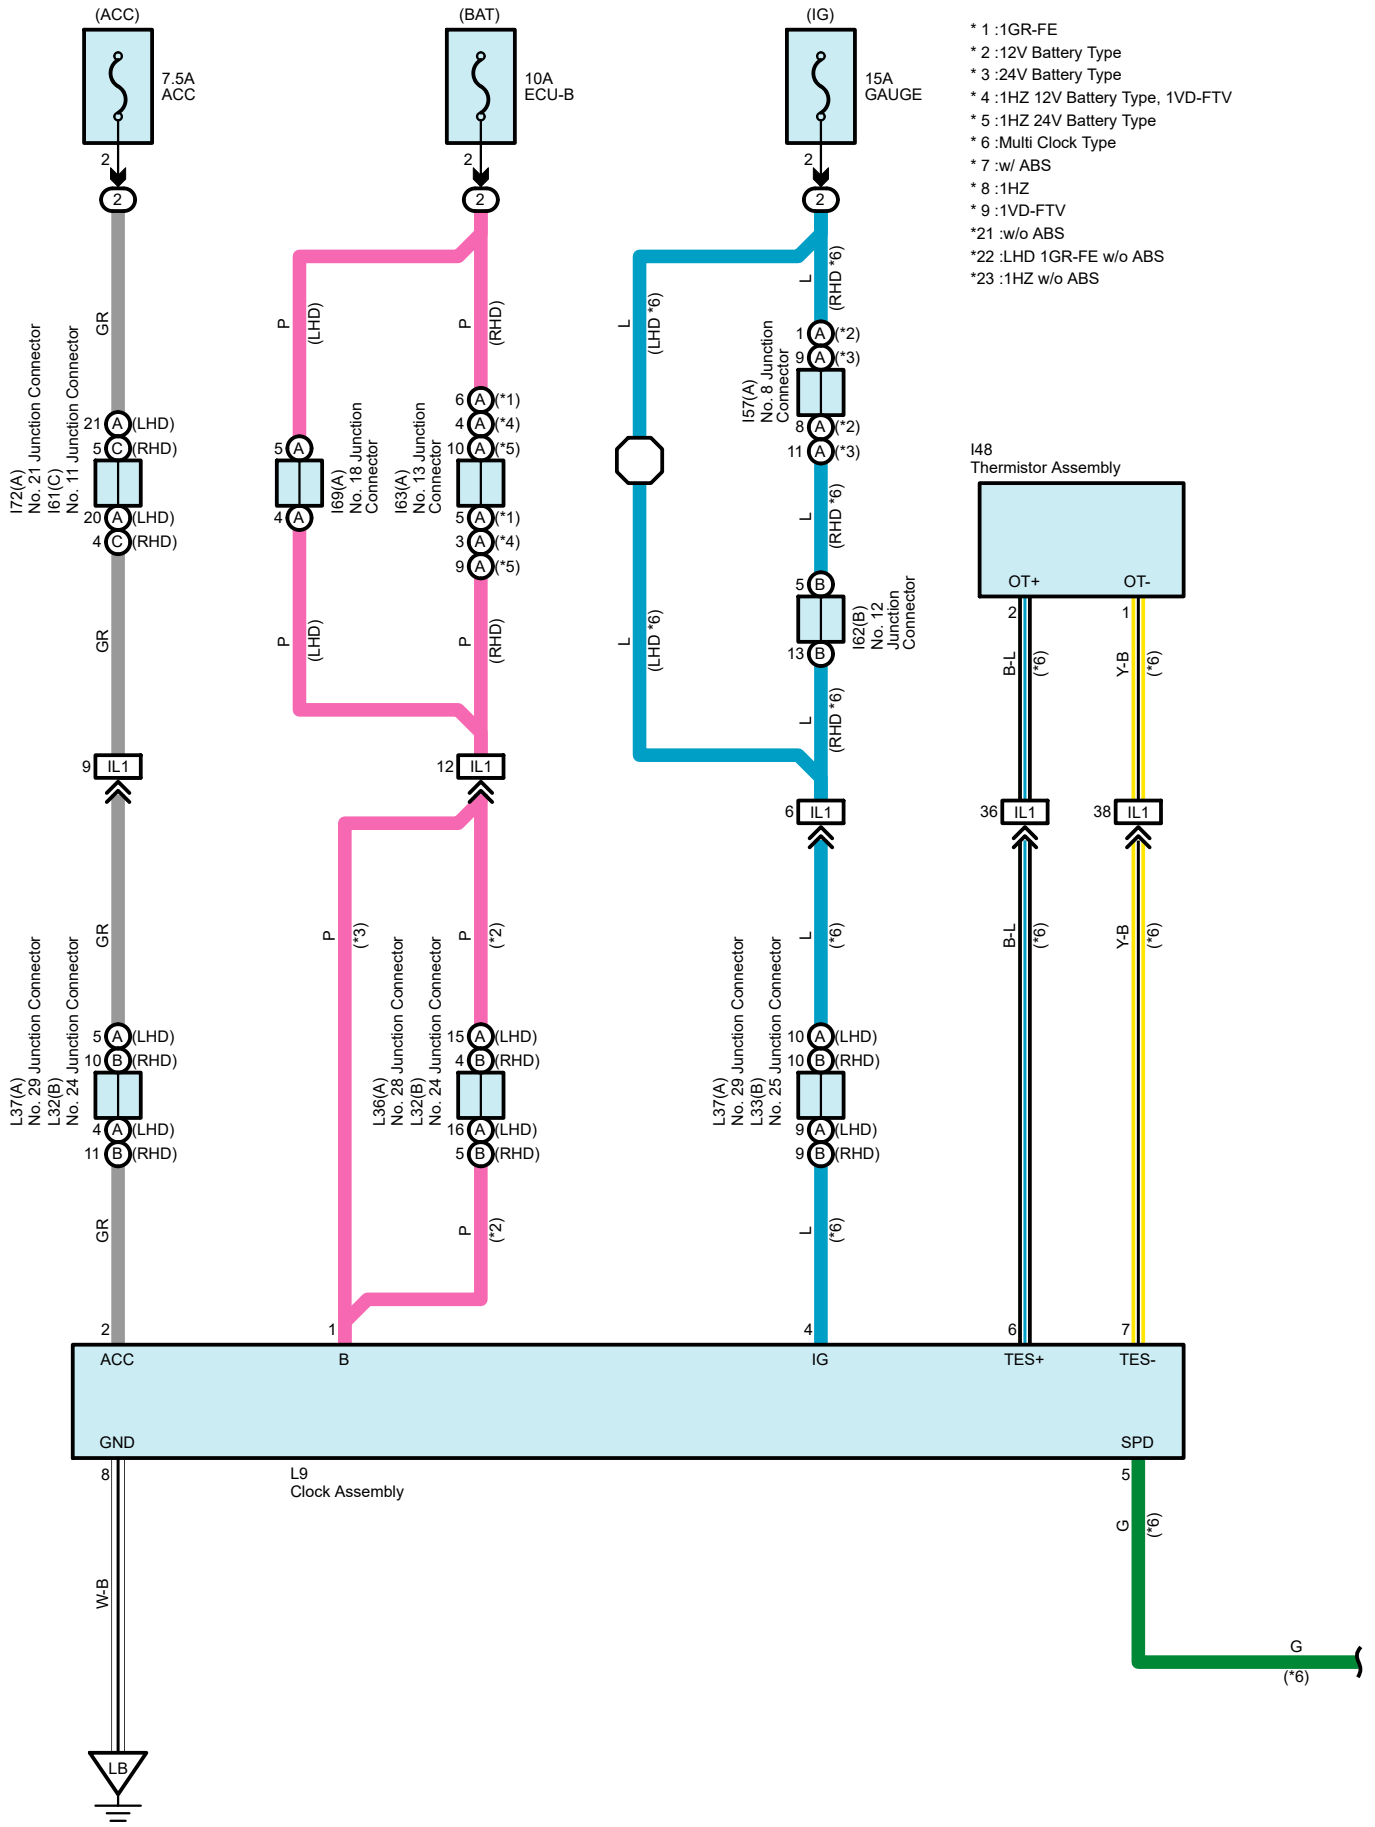 (ACC)
(BAT)
(IG)
7.5A
ACC
10A
ECU-B
15A
GAUGE
* 1 :1GR-FE
* 2 :12V Battery Type
* 3 :24V Battery Type
* 4 :1HZ 12V Battery Type, 1VD-FTV
* 5 :1HZ 24V Battery Type
* 6 :Multi Clock Type
* 7 :w/ ABS
* 8 :1HZ
* 9 :1VD-FTV
*21 :w/o ABS
*22 :LHD 1GR-FE w/o ABS
*23 :1HZ w/o ABS
2
2
2
2
2
2
GR
P
(LHD)
P
(RHD)
L
(LHD *6)
L
(RHD *6)
I72(A)
No. 21 Junction Connector
I61(C)
No. 11 Junction Connector
21 A (LHD)
5 C (RHD)
20 A (LHD)
4 C (RHD)
5 A
4 A
I69(A)
No. 18 Junction
Connector
I63(A)
No. 13 Junction
Connector
6 A (*1)
4 A (*4)
10 A (*5)
5 A (*1)
3 A (*4)
9 A (*5)
I57(A)
No. 8 Junction
Connector
1 A (*2)
9 A (*3)
8 A (*2)
11 A (*3)
L
(RHD *6)
I48
Thermistor Assembly
OT+
OT-
2
1
5 B
13 B
I62(B)
No. 12
Junction
Connector
GR
P
(LHD)
P
(RHD)
L
(LHD *6)
L
(RHD *6)
B-L
(*6)
Y-B
(*6)
9 IL1
12 IL1
6 IL1
36 IL1
38 IL1
GR
P
(*3)
P
(*2)
L
(*6)
B-L
(*6)
Y-B
(*6)
L37(A)
No. 29 Junction Connector
L32(B)
No. 24 Junction Connector
5 A (LHD)
10 B (RHD)
4 A (LHD)
11 B (RHD)
L36(A)
No. 28 Junction Connector
L32(B)
No. 24 Junction Connector
15 A (LHD)
4 B (RHD)
16 A (LHD)
5 B (RHD)
L37(A)
No. 29 Junction Connector
L33(B)
No. 25 Junction Connector
10 A (LHD)
10 B (RHD)
9 A (LHD)
9 B (RHD)
GR
P
(*2)
L
(*6)
2
1
4
6
7
ACC
B
IG
TES+
TES-
GND
SPD
8
L9
Clock Assembly
5
G
(*6)
W-B
G
(*6)
LB